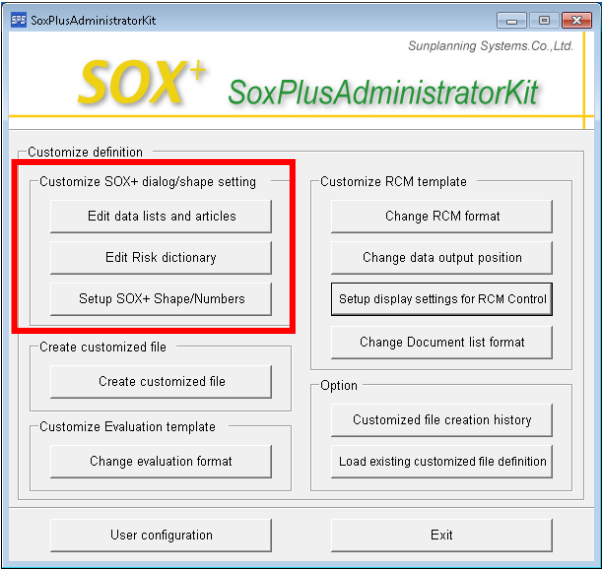 SPS SoxPlusAdministratorKit
Sunplanning Systems.Co.,Ltd.
SOX+ SoxPlusAdministratorKit
Customize definition
Customize SOX+ dialog/shape setting
Edit data lists and articles
Edit Risk dictionary
Setup SOX+ Shape/Numbers
Create customized file
Create customized file
Customize Evaluation template
Change evaluation format
Customize RCM template
Change RCM format
Change data output position
Setup display settings for RCM Control
Change Document list format
Option
Customized file creation history
Load existing customized file definition
User configuration
Exit